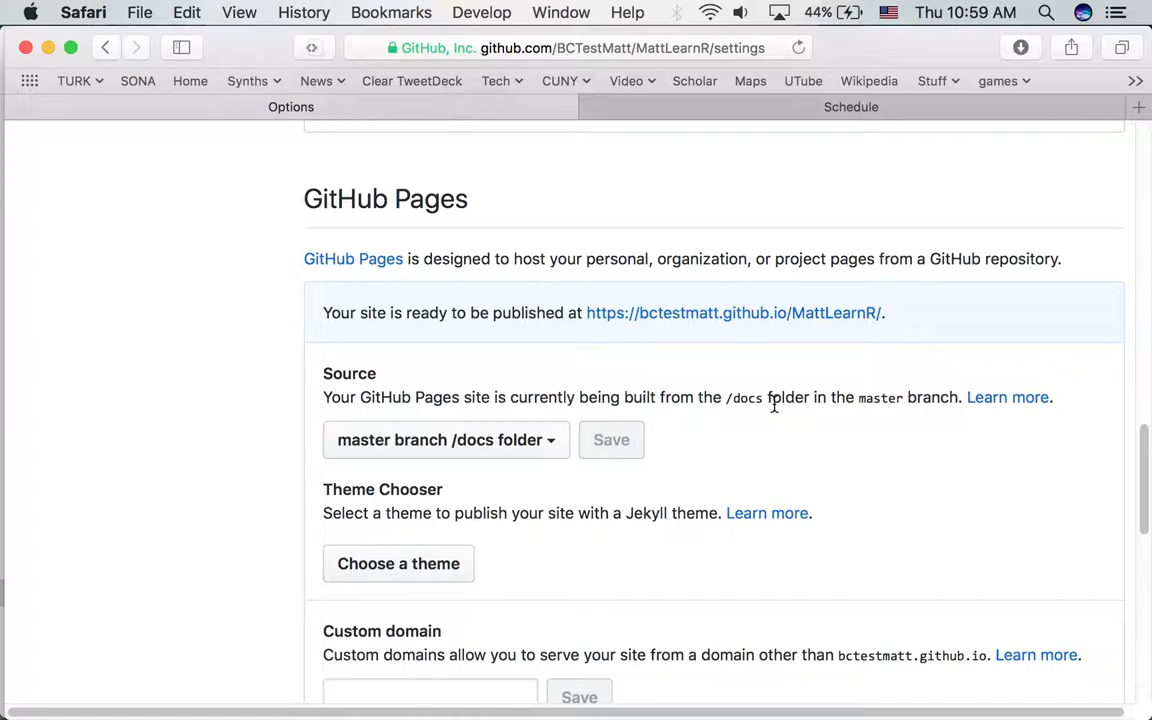 Safari File Edit View History Bookmarks Develop Window Help 44% Thu 10:59 AM
GitHub, Inc. github.com/BCTestMatt/MattLearnR/settings
TURK SONA Home Synths News Clear TweetDeck Tech CUNY Video Scholar Maps UTube Wikipedia Stuff games >>
Options Schedule +
GitHub Pages
GitHub Pages is designed to host your personal, organization, or project pages from a GitHub repository.
Your site is ready to be published at https://bctestmatt.github.io/MattLearnR/.
Source
Your GitHub Pages site is currently being built from the /docs folder in the master branch. Learn more.
master branch /docs folder Save
Theme Chooser
Select a theme to publish your site with a Jekyll theme. Learn more.
Choose a theme
Custom domain
Custom domains allow you to serve your site from a domain other than bctestmatt.github.io. Learn more.
Save